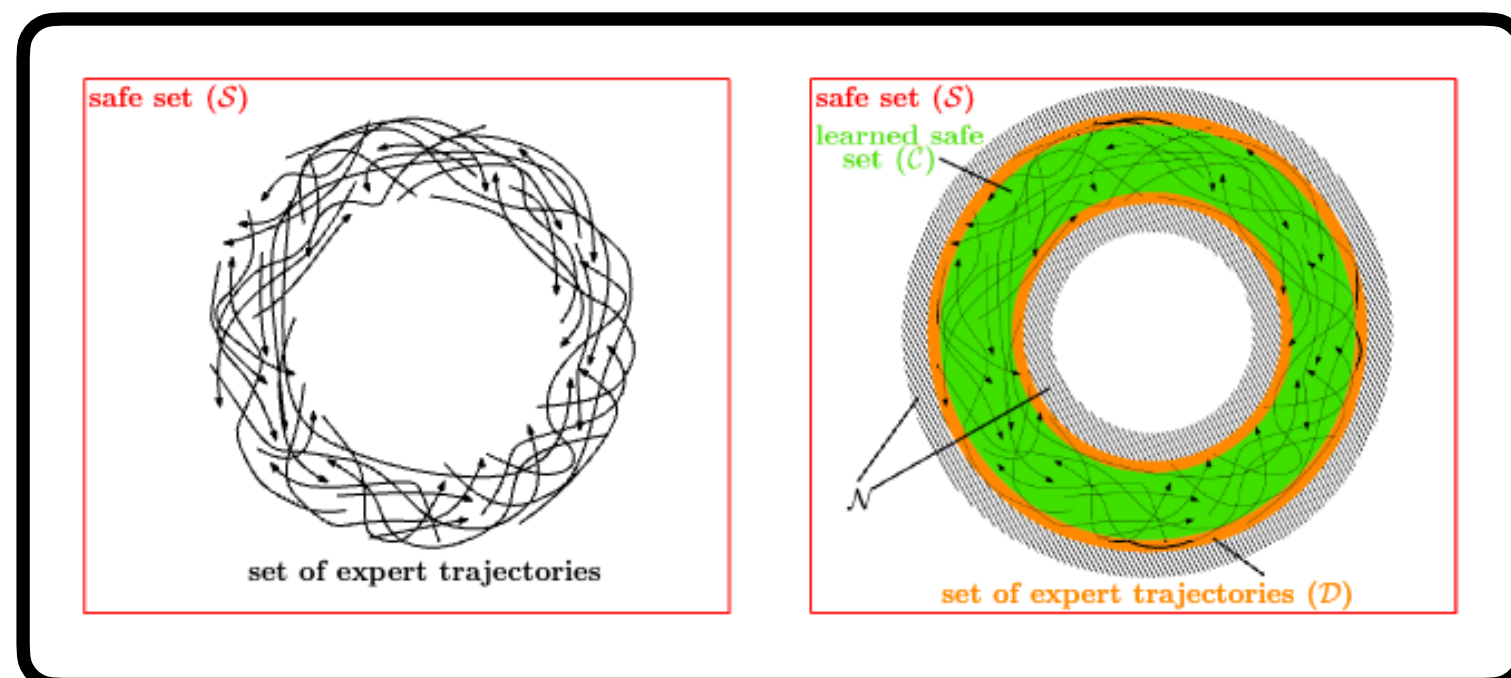 safe set (𝒮)
set of expert trajectories
safe set (𝒮)
learned safe
set (𝒞)
𝒩
set of expert trajectories (𝒟)